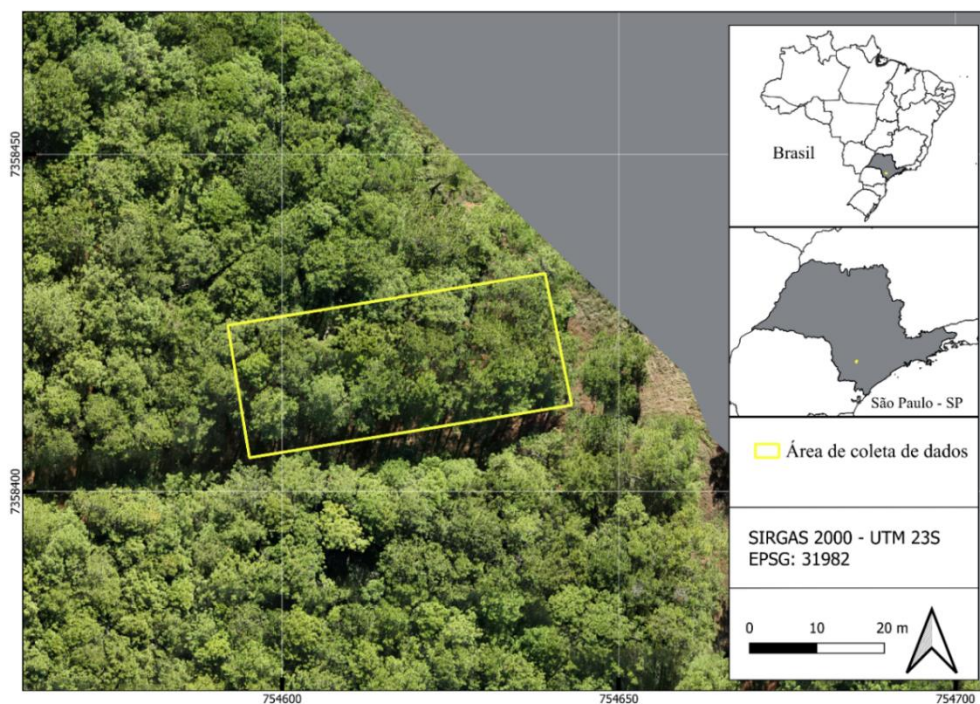 7358450
7358400
754600
754650
754700
Brasil
São Paulo - SP
Área de coleta de dados
SIRGAS 2000 - UTM 23S
EPSG: 31982
0 10 20 m